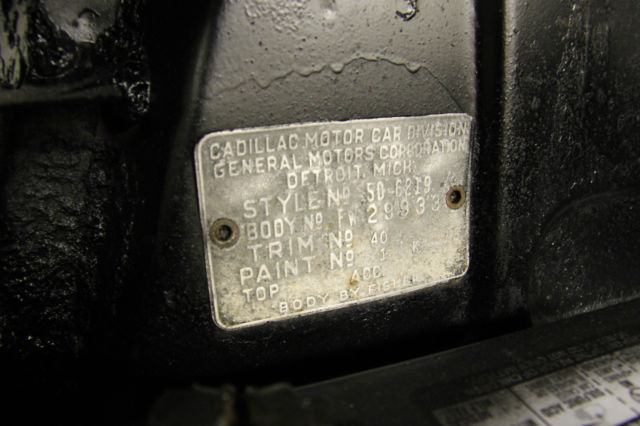 CADILLAC MOTOR CAR DIVISION
GENERAL MOTORS CORPORATION
DETROIT, MICH.
STYLE Nº 50-6219
BODY Nº FW 29933
TRIM Nº 40
PAINT Nº 1 K
TOP ACC
BODY BY FISHER